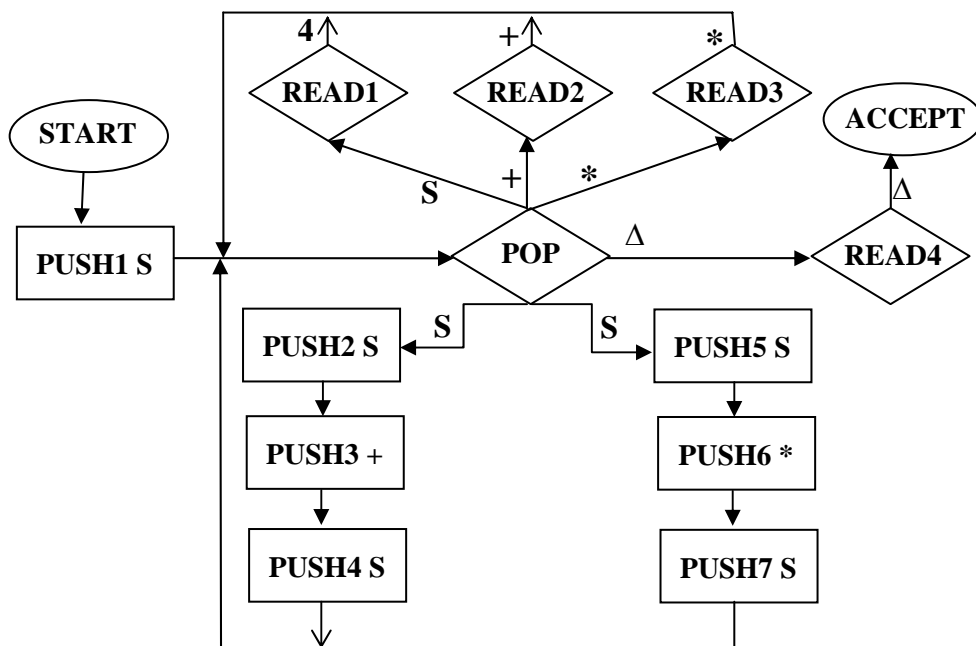 4
+
*
READ1
READ2
READ3
START
ACCEPT
S
+
*
Δ
PUSH1 S
POP
Δ
READ4
S
S
PUSH2 S
PUSH5 S
PUSH3 +
PUSH6 *
PUSH4 S
PUSH7 S